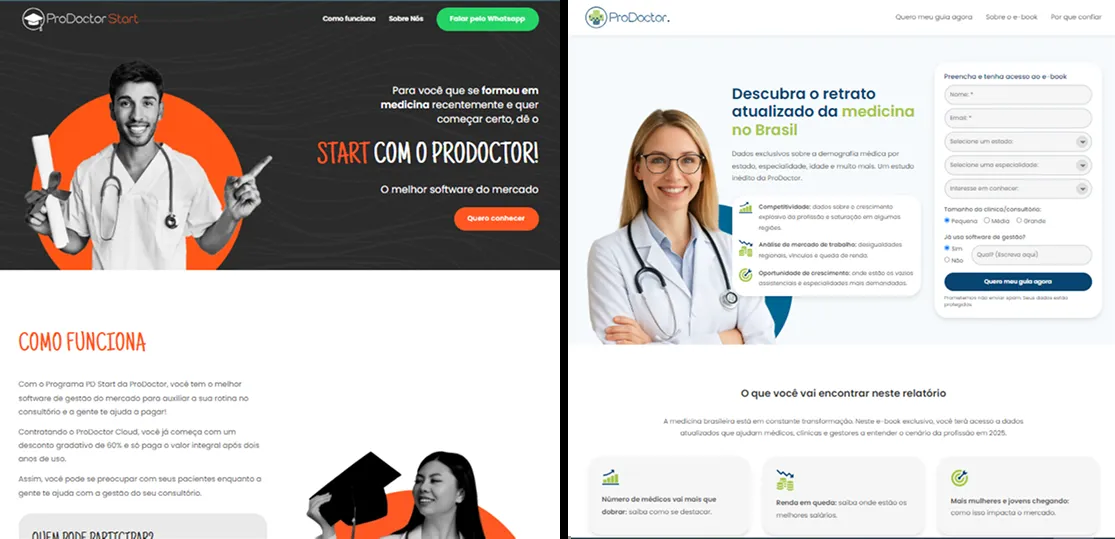 ProDoctor Start
Como funciona
Sobre Nós
Falar pelo Whatsapp
Para você que se formou em
medicina recentemente e quer
começar certo, dê o
START COM O PRODOCTOR!
O melhor software do mercado
Quero conhecer
COMO FUNCIONA
Com o Programa PD Start da ProDoctor, você tem o melhor
software de gestão do mercado para auxiliar a sua rotina no
consultório e a gente te ajuda a pagar!
Contratando o ProDoctor Cloud, você já começa com um
desconto gradativo de 60% e só paga o valor integral após dois
anos de uso.
Assim, você pode se preocupar com seus pacientes enquanto a
gente te ajuda com a gestão do seu consultório.
QUEM PODE PARTICIPAR?
ProDoctor.
Quero meu guia agora
Sobre o e-book
Por que confiar
Descubra o retrato
atualizado da medicina
no Brasil
Dados exclusivos sobre a demografia médica por
estado, especialidade, idade e muito mais. Um estudo
inédito da ProDoctor.
Competitividade: dados sobre o crescimento
explosivo da profissão e saturação em algumas
regiões.
Análise de mercado de trabalho: desigualdades
regionais, vínculos e queda de renda.
Oportunidade de crescimento: onde estão os vazios
assistenciais e especialidades mais demandadas.
Preencha e tenha acesso ao e-book
Nome: *
Email: *
Selecione um estado:
Selecione uma especialidade:
Interesse em conhecer:
Tamanho da clínica/consultório:
Pequena Média Grande
Já usa software de gestão?
Sim
Não
Qual? (Escreva aqui)
Quero meu guia agora
Prometemos não enviar spam. Seus dados estão
protegidos.
O que você vai encontrar neste relatório
A medicina brasileira está em constante transformação. Neste e-book exclusivo, você terá acesso a dados
atualizados que ajudam médicos, clínicas e gestores a entender o cenário da profissão em 2025.
Número de médicos vai mais que
dobrar: saiba como se destacar.
Renda em queda: saiba onde estão os
melhores salários.
Mais mulheres e jovens chegando:
como isso impacta o mercado.